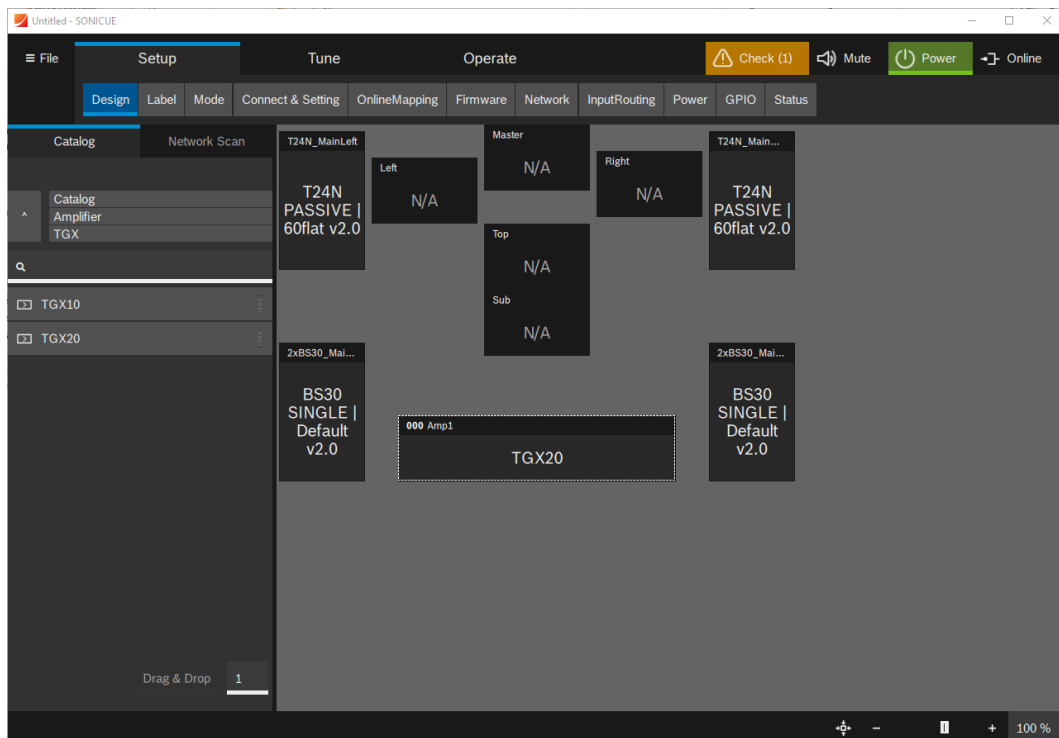 Untitled - SONICUE
File
Setup
Tune
Operate
Check (1)
Mute
Power
Online
Design
Label
Mode
Connect & Setting
OnlineMapping
Firmware
Network
InputRouting
Power
GPIO
Status
Catalog
Network Scan
Catalog
Amplifier
TGX
TGX10
TGX20
Drag & Drop
1
T24N_MainLeft
T24N
PASSIVE |
60flat v2.0
Left
N/A
Master
N/A
Right
N/A
T24N_Main...
T24N
PASSIVE |
60flat v2.0
Top
N/A
Sub
N/A
2xBS30_Mai...
BS30
SINGLE |
Default
v2.0
000 Amp1
TGX20
2xBS30_Mai...
BS30
SINGLE |
Default
v2.0
100 %